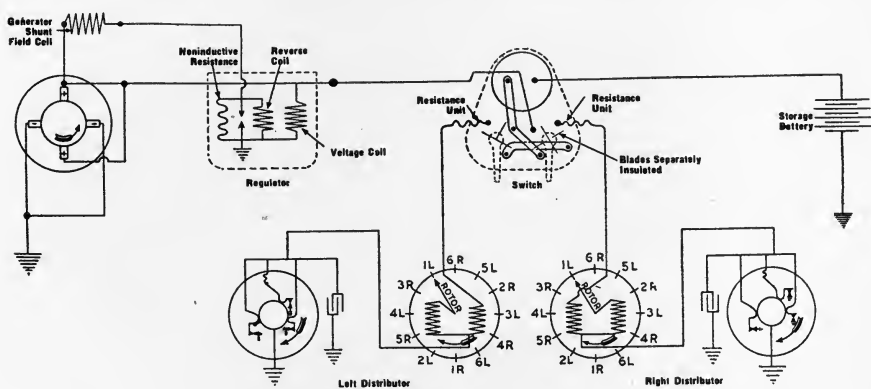 Generator
Shunt
Field Coil
Noninductive
Resistance
Reverse
Coil
Voltage Coil
Regulator
Resistance
Unit
Resistance
Unit
Blades Separately
Insulated
Switch
Storage
Battery
+
-
-
+
1L
6R
5L
2R
3L
4R
6L
1R
2L
5R
4L
3R
ROTOR
Left Distributor
1L
6R
5L
2R
3L
4R
6L
1R
2L
5R
4L
3R
ROTOR
Right Distributor